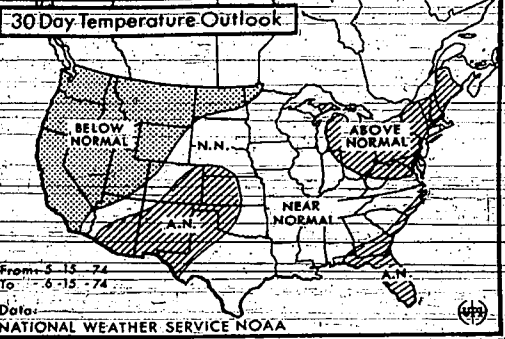 30 Day Temperature Outlook
BELOW
NORMAL
N.N.
ABOVE
NORMAL
A.N.
NEAR
NORMAL
A.N.
From: 5 -15 -74
To - 6 -15 - 74
Data:
NATIONAL WEATHER SERVICE NOAA
UPI